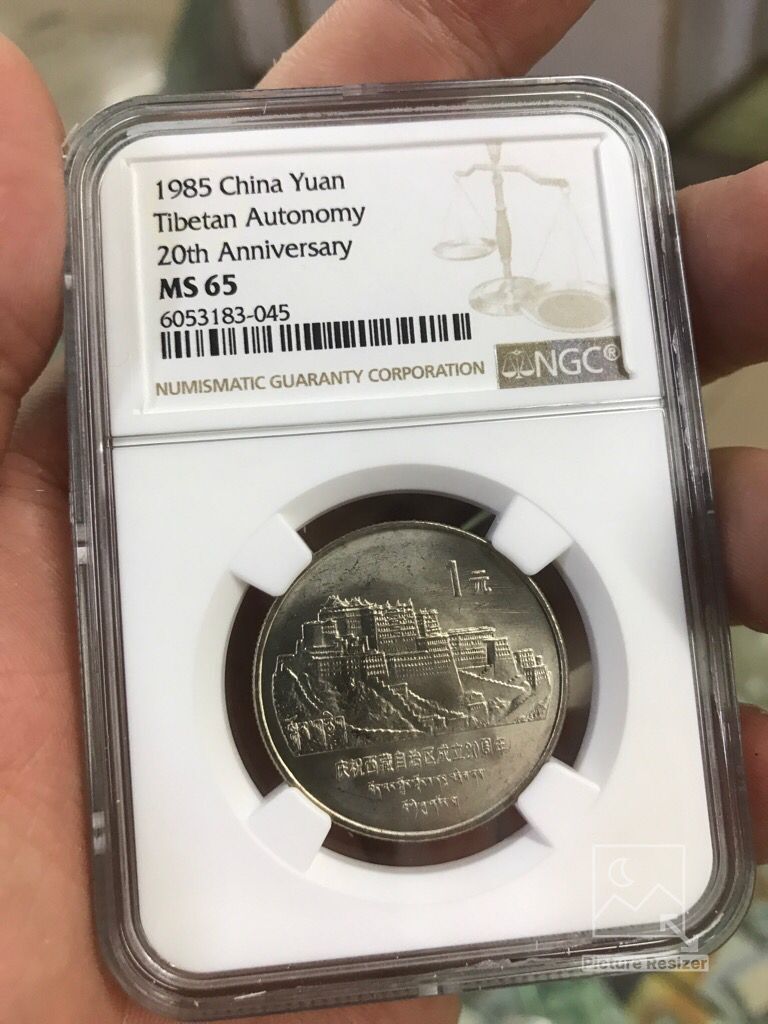 1985 China Yuan
Tibetan Autonomy
20th Anniversary
MS 65
6053183-045
NUMISMATIC GUARANTY CORPORATION
NGC®
1元
庆祝西藏自治区成立20周年
Picture Resizer